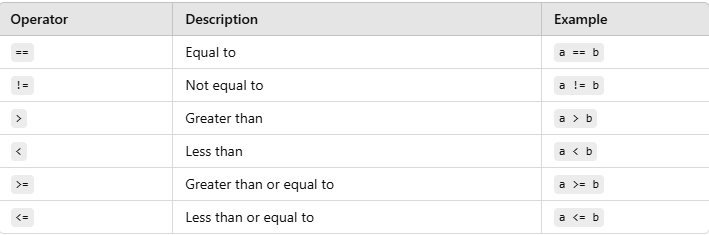 Operator Description Example
== Equal to a == b
!= Not equal to a != b
> Greater than a > b
< Less than a < b
>= Greater than or equal to a >= b
<= Less than or equal to a <= b